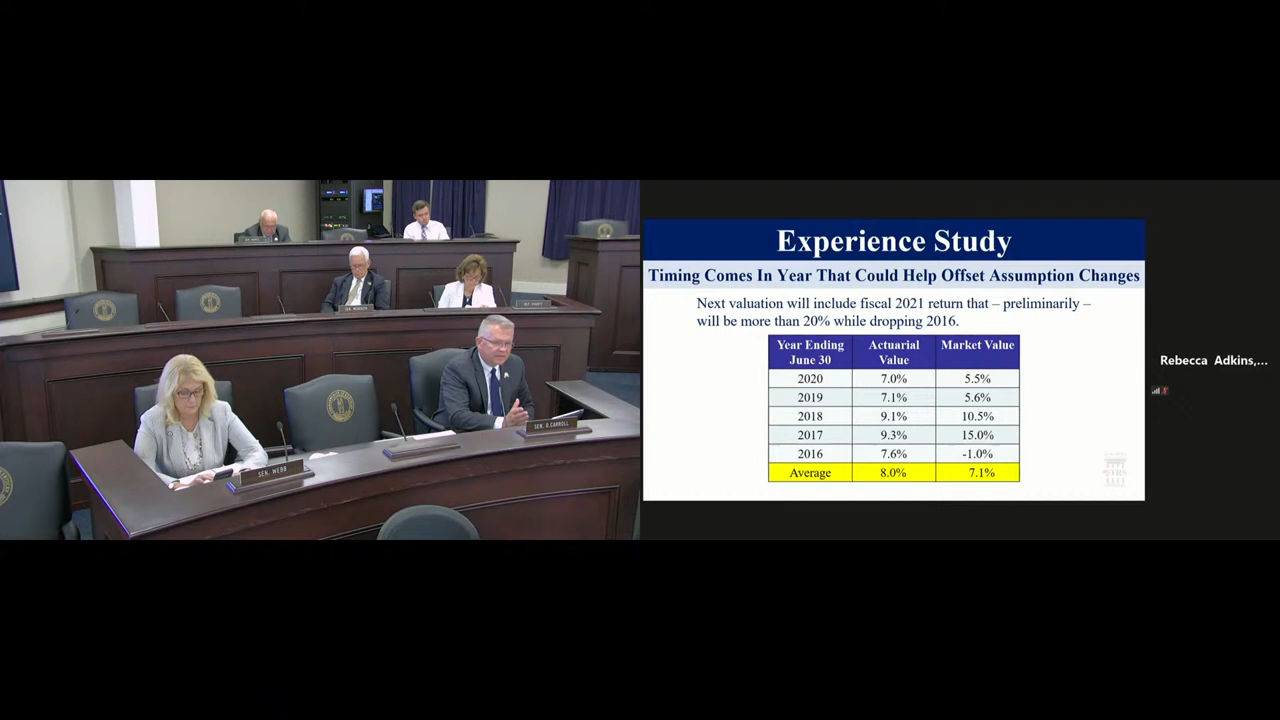 SEN. WEBB
SEN. D.CARROLL
Experience Study
Timing Comes In Year That Could Help Offset Assumption Changes
Next valuation will include fiscal 2021 return that – preliminarily –
will be more than 20% while dropping 2016.
Year Ending June 30 Actuarial Value Market Value
2020 7.0% 5.5%
2019 7.1% 5.6%
2018 9.1% 10.5%
2017 9.3% 15.0%
2016 7.6% -1.0%
Average 8.0% 7.1%
TRS
Rebecca Adkins,...